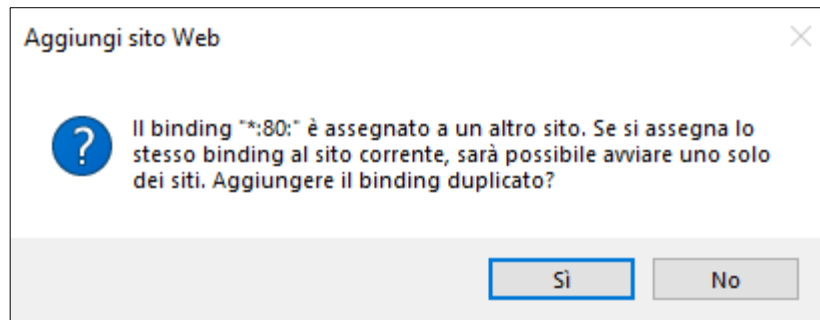 Aggiungi sito Web
Il binding "*:80:" è assegnato a un altro sito. Se si assegna lo
stesso binding al sito corrente, sarà possibile avviare uno solo
dei siti. Aggiungere il binding duplicato?
Sì
No